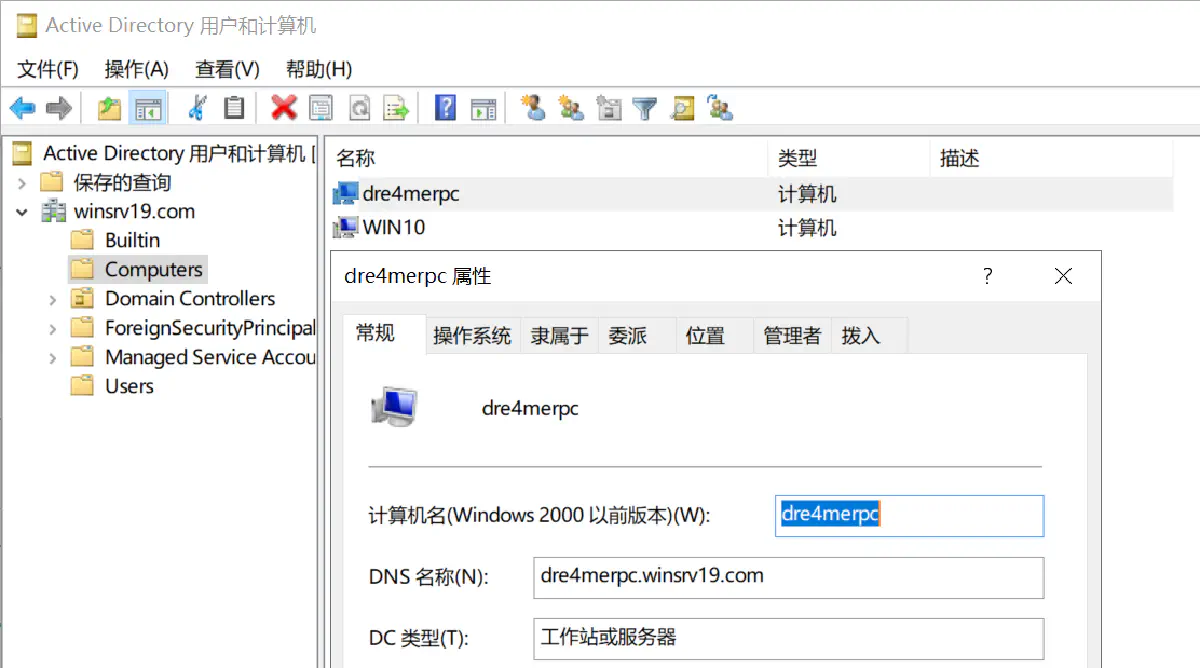 Active Directory 用户和计算机
文件(F) 操作(A) 查看(V) 帮助(H)
Active Directory 用户和计算机 [
保存的查询
winsrv19.com
Builtin
Computers
Domain Controllers
ForeignSecurityPrincipal
Managed Service Accou
Users
名称 类型 描述
dre4merpc 计算机
WIN10 计算机
dre4merpc 属性 ?
常规 操作系统 隶属于 委派 位置 管理者 拨入
dre4merpc
计算机名(Windows 2000 以前版本)(W): dre4merpc
DNS 名称(N): dre4merpc.winsrv19.com
DC 类型(T): 工作站或服务器